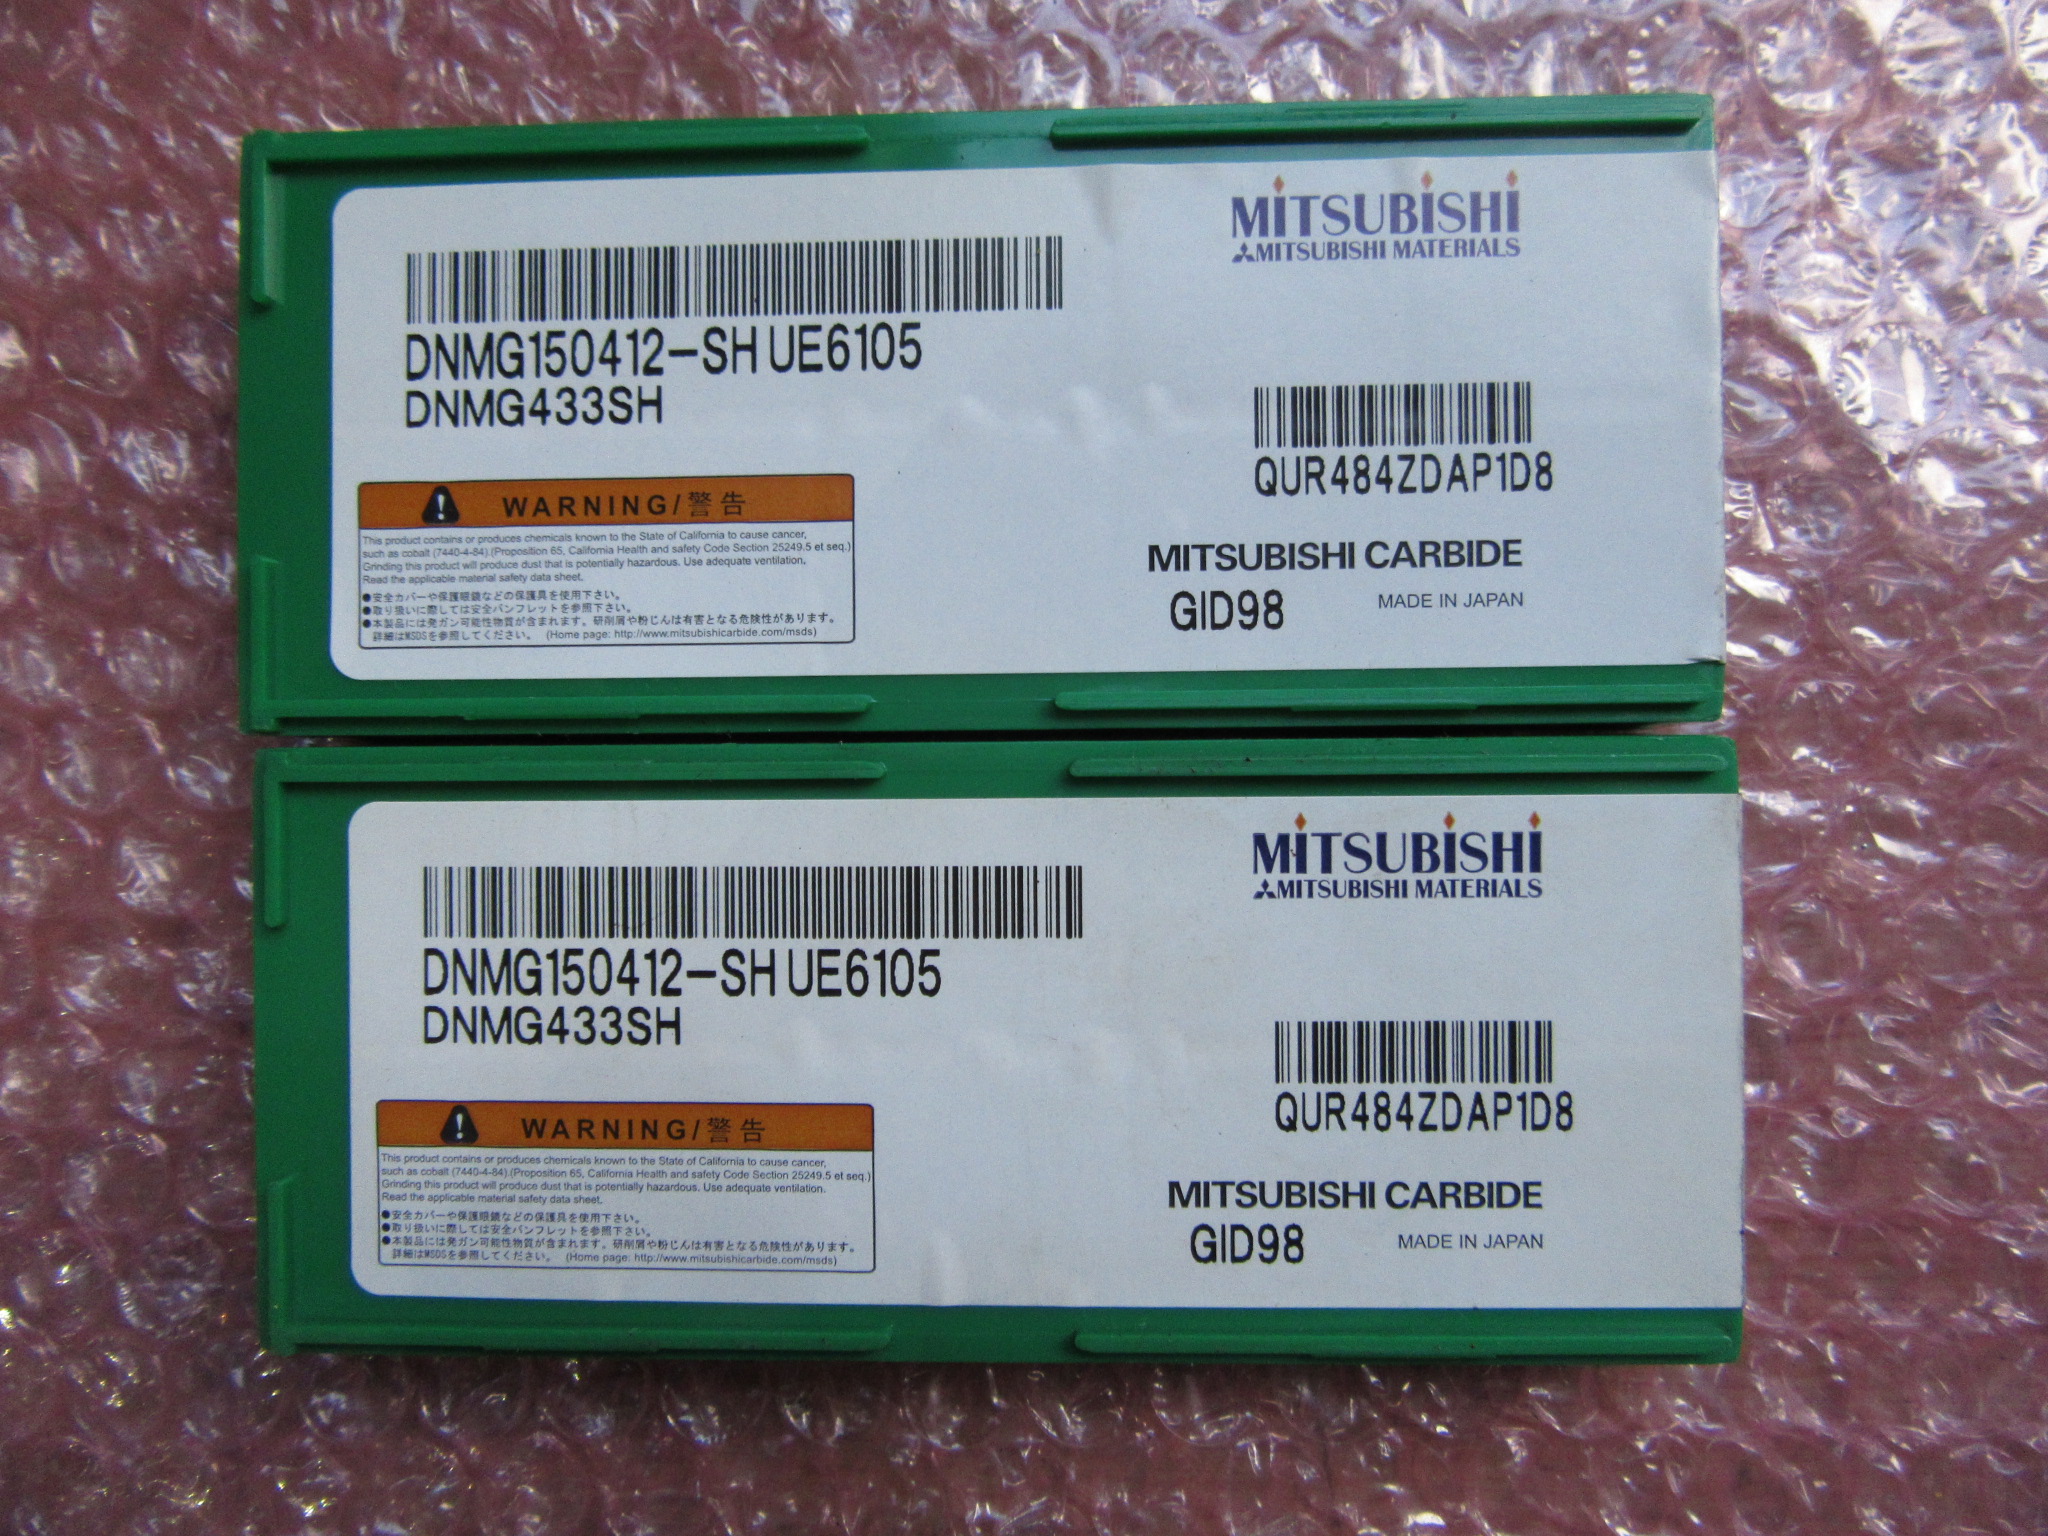 MITSUBISHI
MITSUBISHI MATERIALS
DNMG150412-SH UE6105
DNMG433SH
QUR484ZDAP1D8
WARNING/警告
This product contains or produces chemicals known to the State of California to cause cancer,
such as cobalt (7440-4-84).(Proposition 65, California Health and safety Code Section 25249.5 et seq.)
Grinding this product will produce dust that is potentially hazardous. Use adequate ventilation.
Read the applicable material safety data sheet.
●安全カバーや保護眼鏡などの保護具を使用下さい。
●取り扱いに際しては安全パンフレットを参照下さい。
●本製品には発ガン可能性物質が含まれます。研削屑や粉じんは有害となる危険性があります。
詳細はMSDSを参照してください。 (Home page: http://www.mitsubishicarbide.com/msds)
MITSUBISHI CARBIDE
GID98 MADE IN JAPAN
MITSUBISHI
MITSUBISHI MATERIALS
DNMG150412-SH UE6105
DNMG433SH
QUR484ZDAP1D8
WARNING/警告
This product contains or produces chemicals known to the State of California to cause cancer,
such as cobalt (7440-4-84).(Proposition 65, California Health and safety Code Section 25249.5 et seq.)
Grinding this product will produce dust that is potentially hazardous. Use adequate ventilation.
Read the applicable material safety data sheet.
●安全カバーや保護眼鏡などの保護具を使用下さい。
●取り扱いに際しては安全パンフレットを参照下さい。
●本製品には発ガン可能性物質が含まれます。研削屑や粉じんは有害となる危険性があります。
詳細はMSDSを参照してください。 (Home page: http://www.mitsubishicarbide.com/msds)
MITSUBISHI CARBIDE
GID98 MADE IN JAPAN